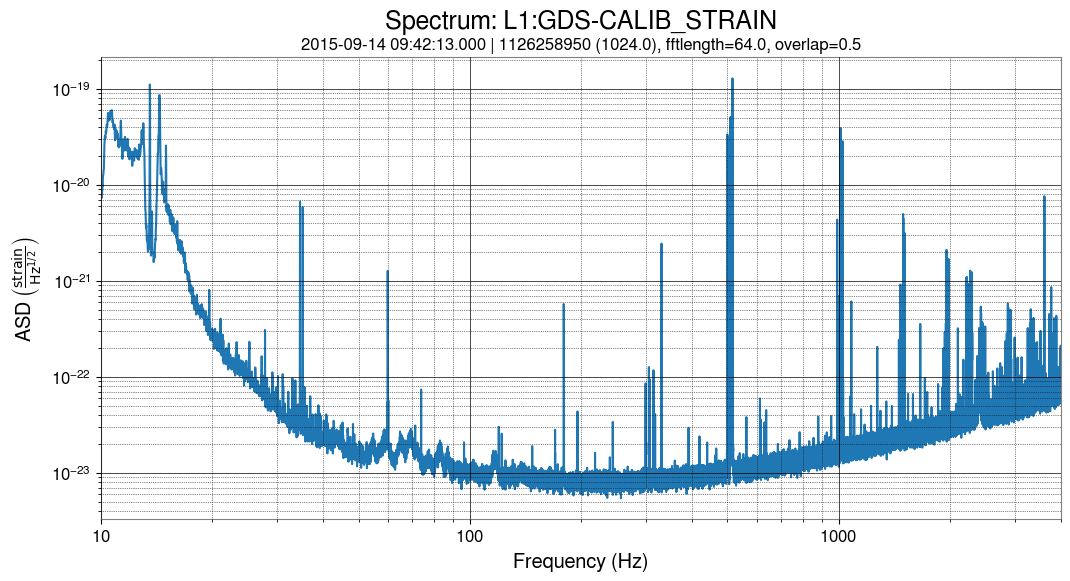 Spectrum: L1:GDS-CALIB_STRAIN
2015-09-14 09:42:13.000 | 1126258950 (1024.0), fftlength=64.0, overlap=0.5
10⁻¹⁹
10⁻²⁰
10⁻²¹
10⁻²²
10⁻²³
ASD (strain/Hz^1/2)
10 100 1000
Frequency (Hz)